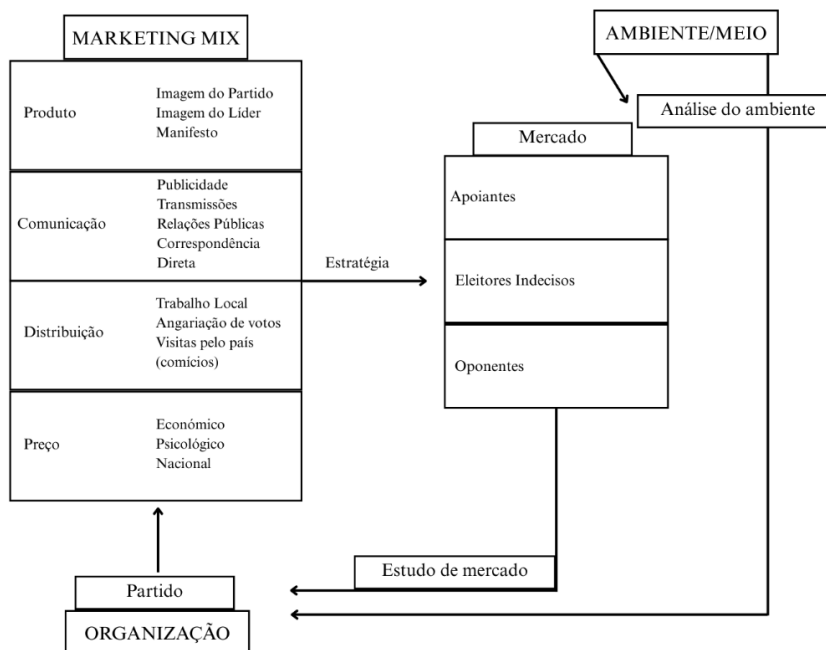 MARKETING MIX
Produto
Imagem do Partido
Imagem do Líder
Manifesto
Comunicação
Publicidade
Transmissões
Relações Públicas
Correspondência
Direta
Distribuição
Trabalho Local
Angariação de votos
Visitas pelo país
(comícios)
Preço
Económico
Psicológico
Nacional
Estratégia
AMBIENTE/MEIO
Análise do ambiente
Mercado
Apoiantes
Eleitores Indecisos
Oponentes
Estudo de mercado
Partido
ORGANIZAÇÃO